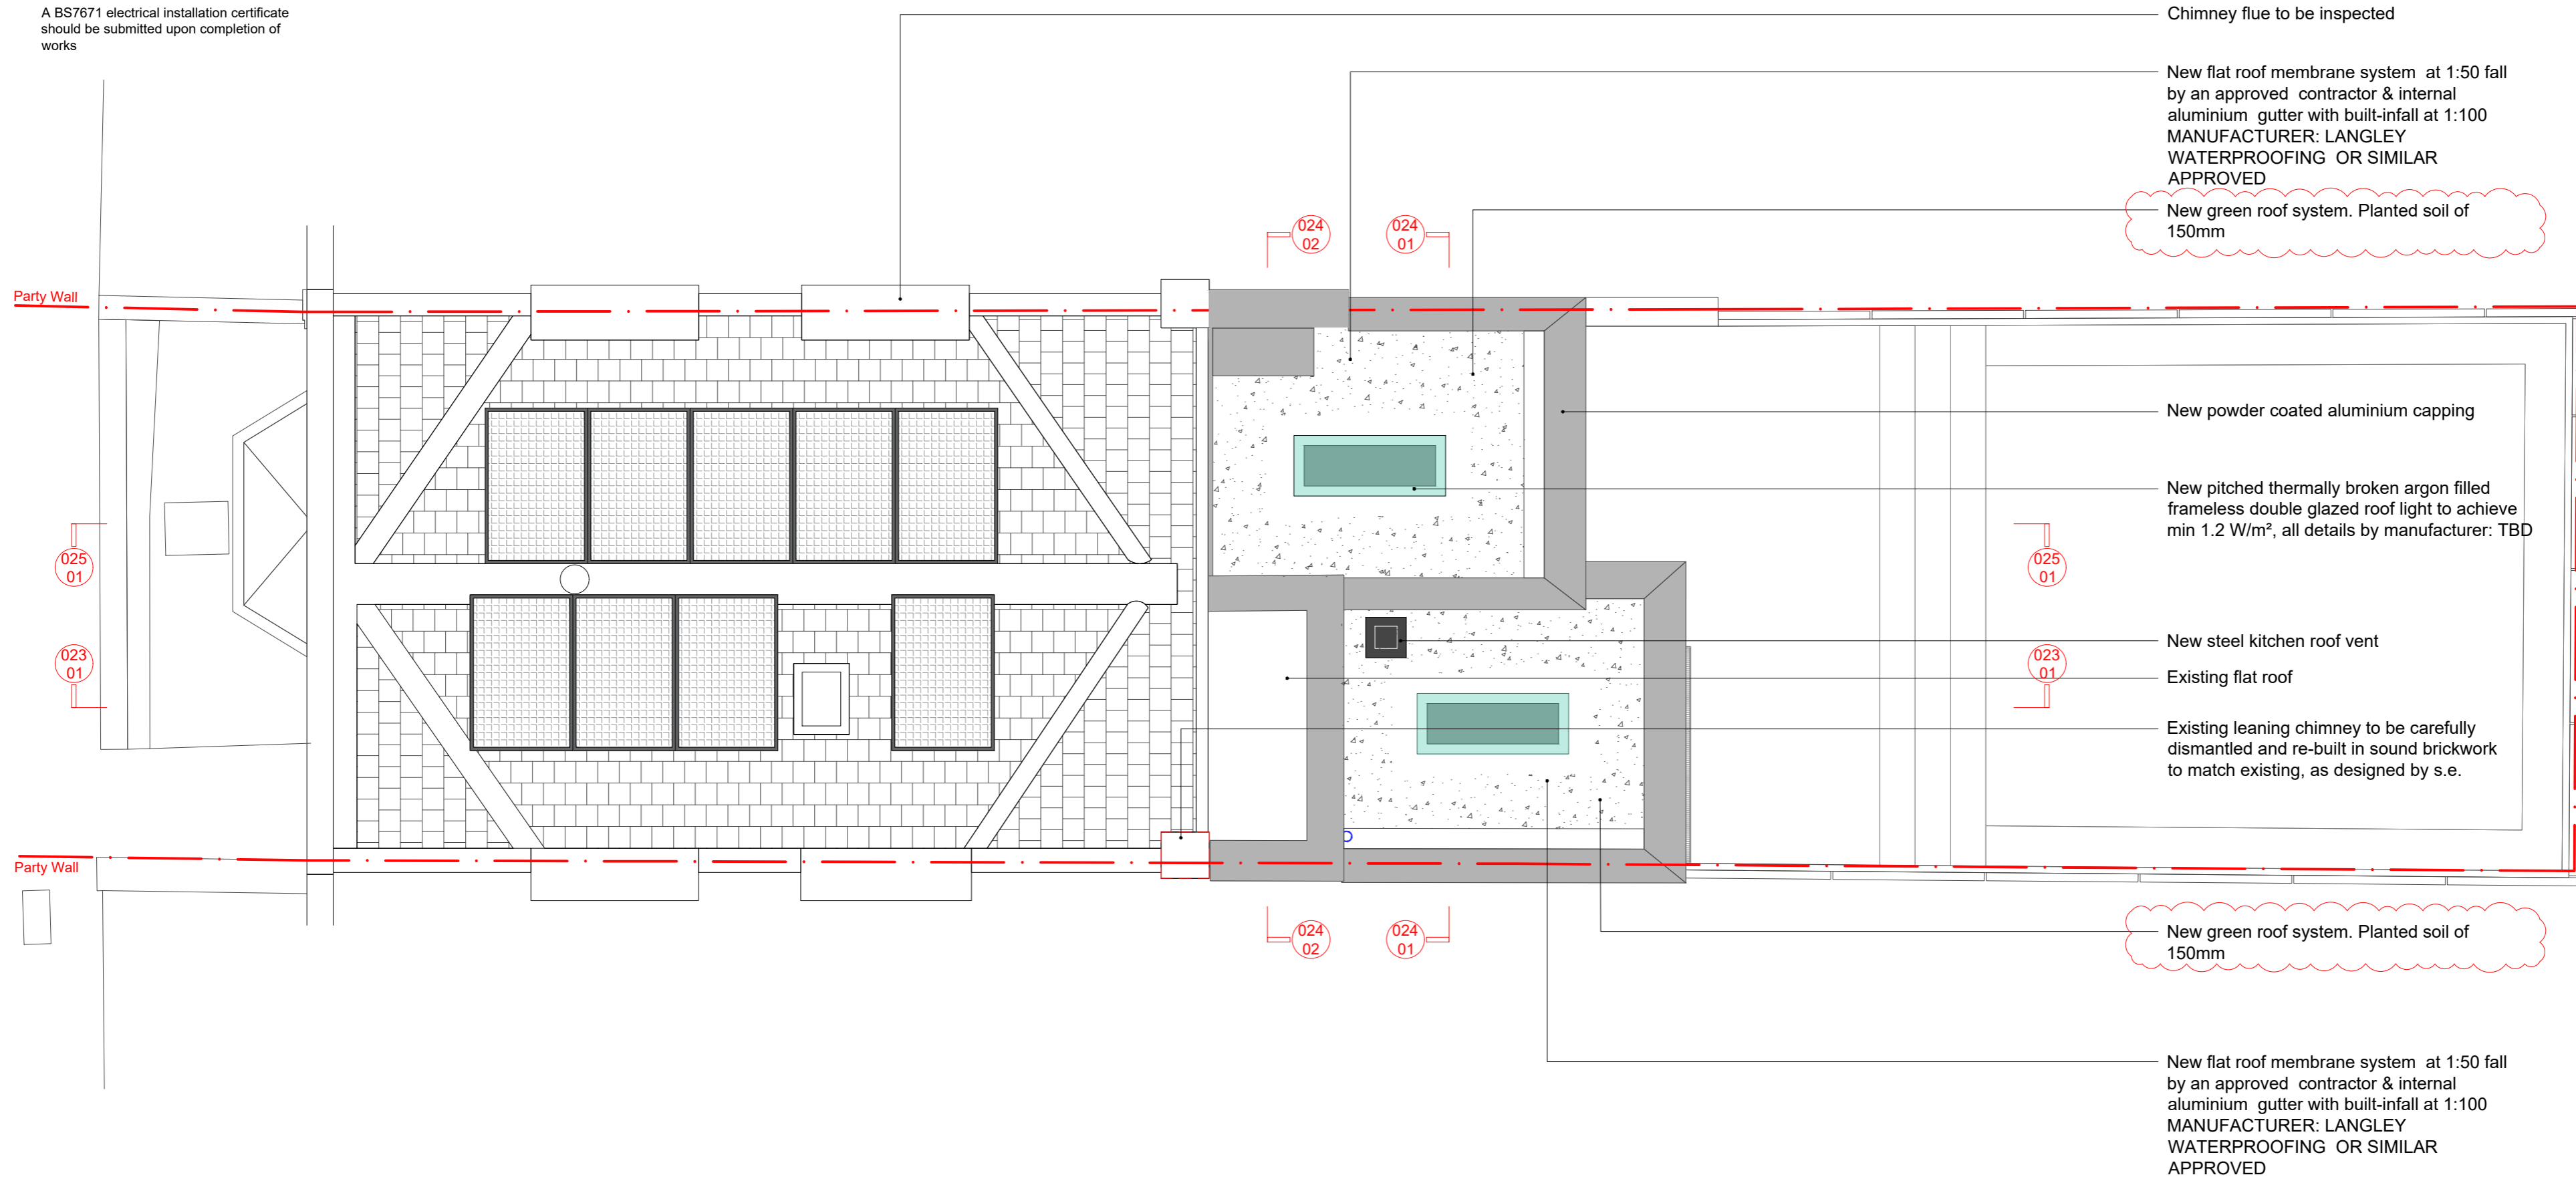 A BS7671 electrical installation certificate
should be submitted upon completion of
works
Chimney flue to be inspected
New flat roof membrane system at 1:50 fall
by an approved contractor & internal
aluminium gutter with built-infall at 1:100
MANUFACTURER: LANGLEY
WATERPROOFING OR SIMILAR
APPROVED
New green roof system. Planted soil of
150mm
024
02
024
01
Party Wall
New powder coated aluminium capping
New pitched thermally broken argon filled
frameless double glazed roof light to achieve
min 1.2 W/m², all details by manufacturer: TBD
025
01
025
01
New steel kitchen roof vent
023
01
023
01
Existing flat roof
Existing leaning chimney to be carefully
dismantled and re-built in sound brickwork
to match existing, as designed by s.e.
Party Wall
024
02
024
01
New green roof system. Planted soil of
150mm
New flat roof membrane system at 1:50 fall
by an approved contractor & internal
aluminium gutter with built-infall at 1:100
MANUFACTURER: LANGLEY
WATERPROOFING OR SIMILAR
APPROVED